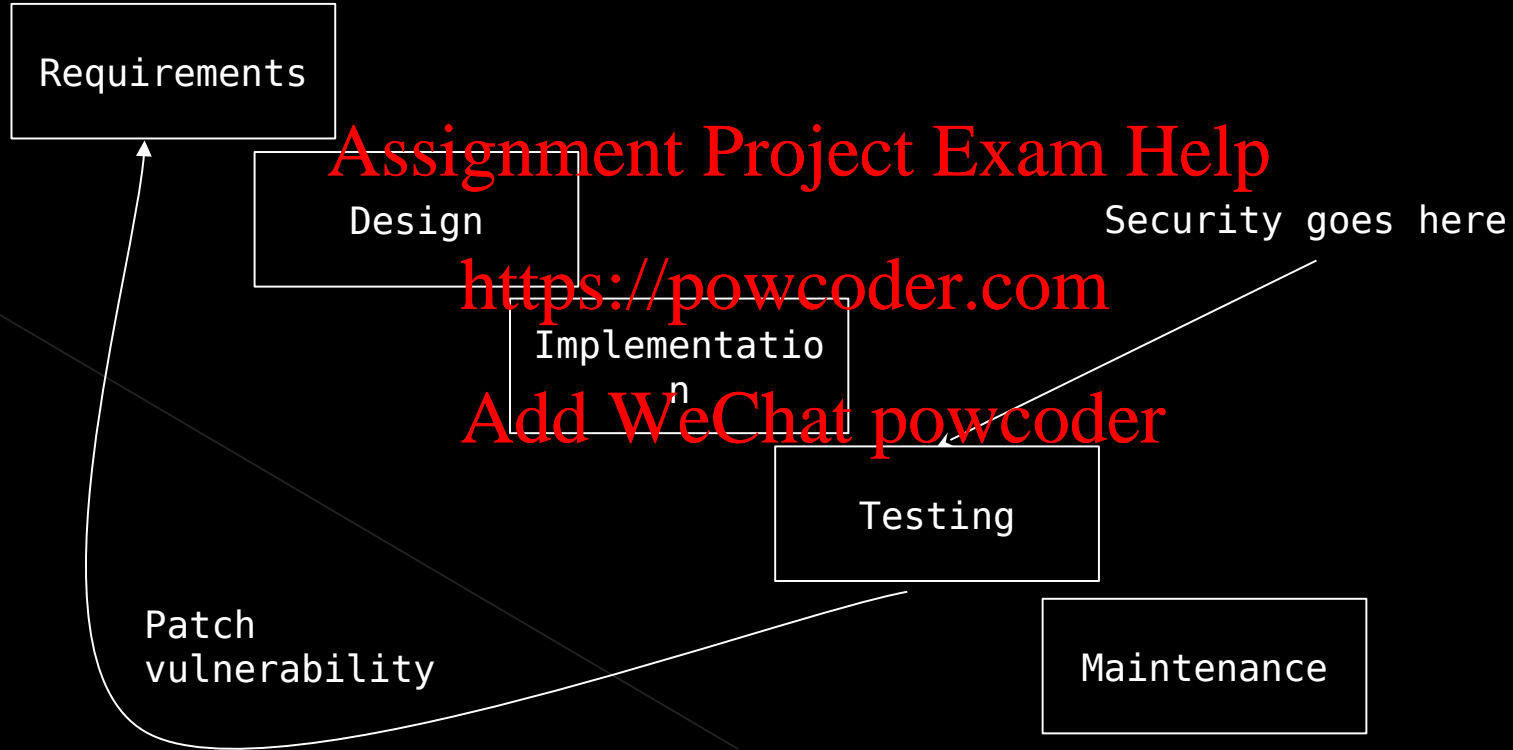 Requirements
Assignment Project Exam Help
Design
Security goes here
https://powcoder.com
Implementatio
n
Add WeChat powcoder
Testing
Patch
vulnerability
Maintenance